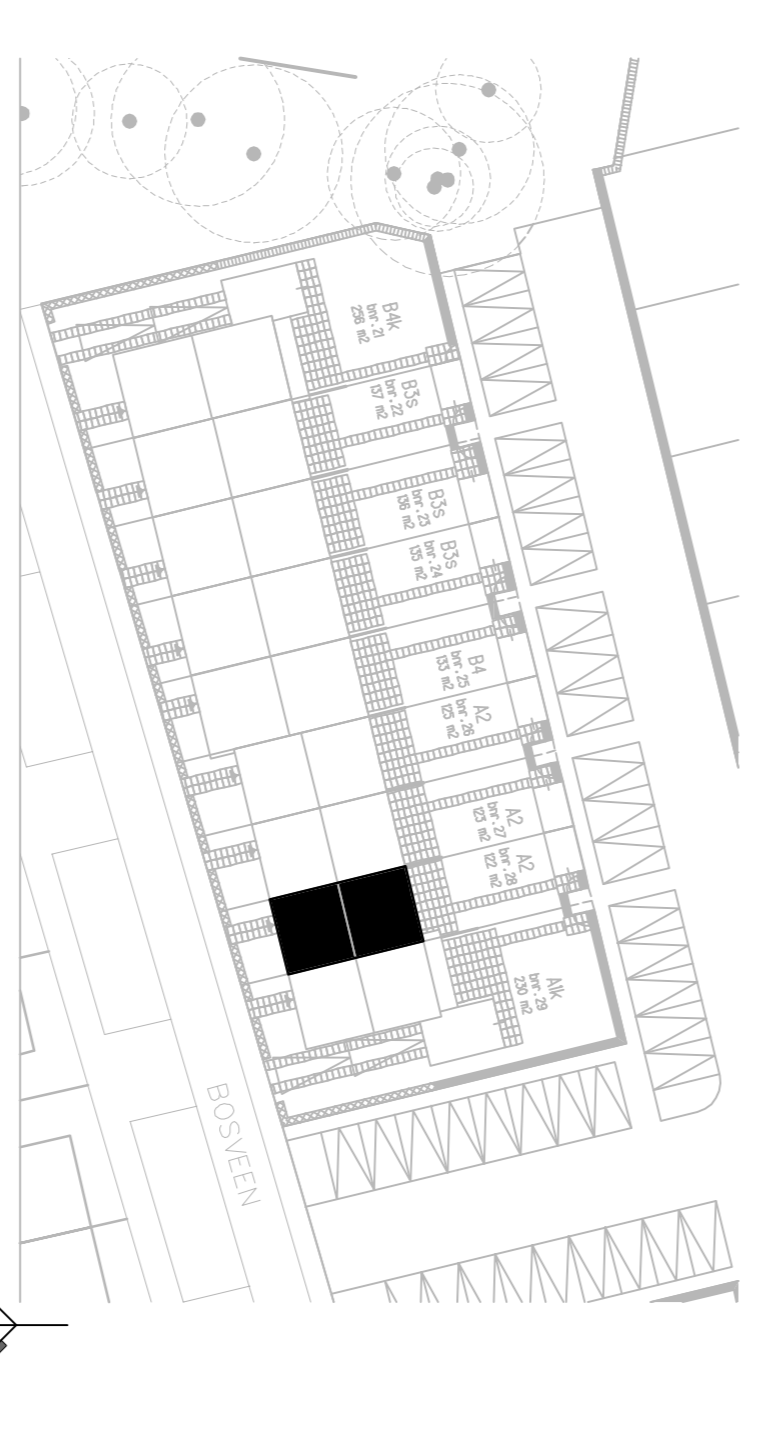 B4k
bnr.21
256 m2
B3s
bnr.22
137 m2
B3s
bnr.23
136 m2
B3s
bnr.24
135 m2
B4
bnr.25
133 m2
A2
bnr.26
125 m2
A2
bnr.27
123 m2
A2
bnr.28
122 m2
A1k
bnr.29
230 m2
BOSVEEN